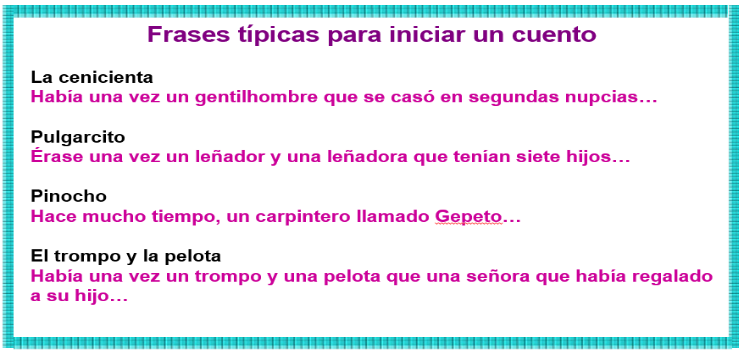 Frases típicas para iniciar un cuento
La cenicienta
Había una vez un gentilhombre que se casó en segundas nupcias…
Pulgarcito
Érase una vez un leñador y una leñadora que tenían siete hijos…
Pinocho
Hace mucho tiempo, un carpintero llamado Gepeto…
El trompo y la pelota
Había una vez un trompo y una pelota que una señora que había regalado
a su hijo…